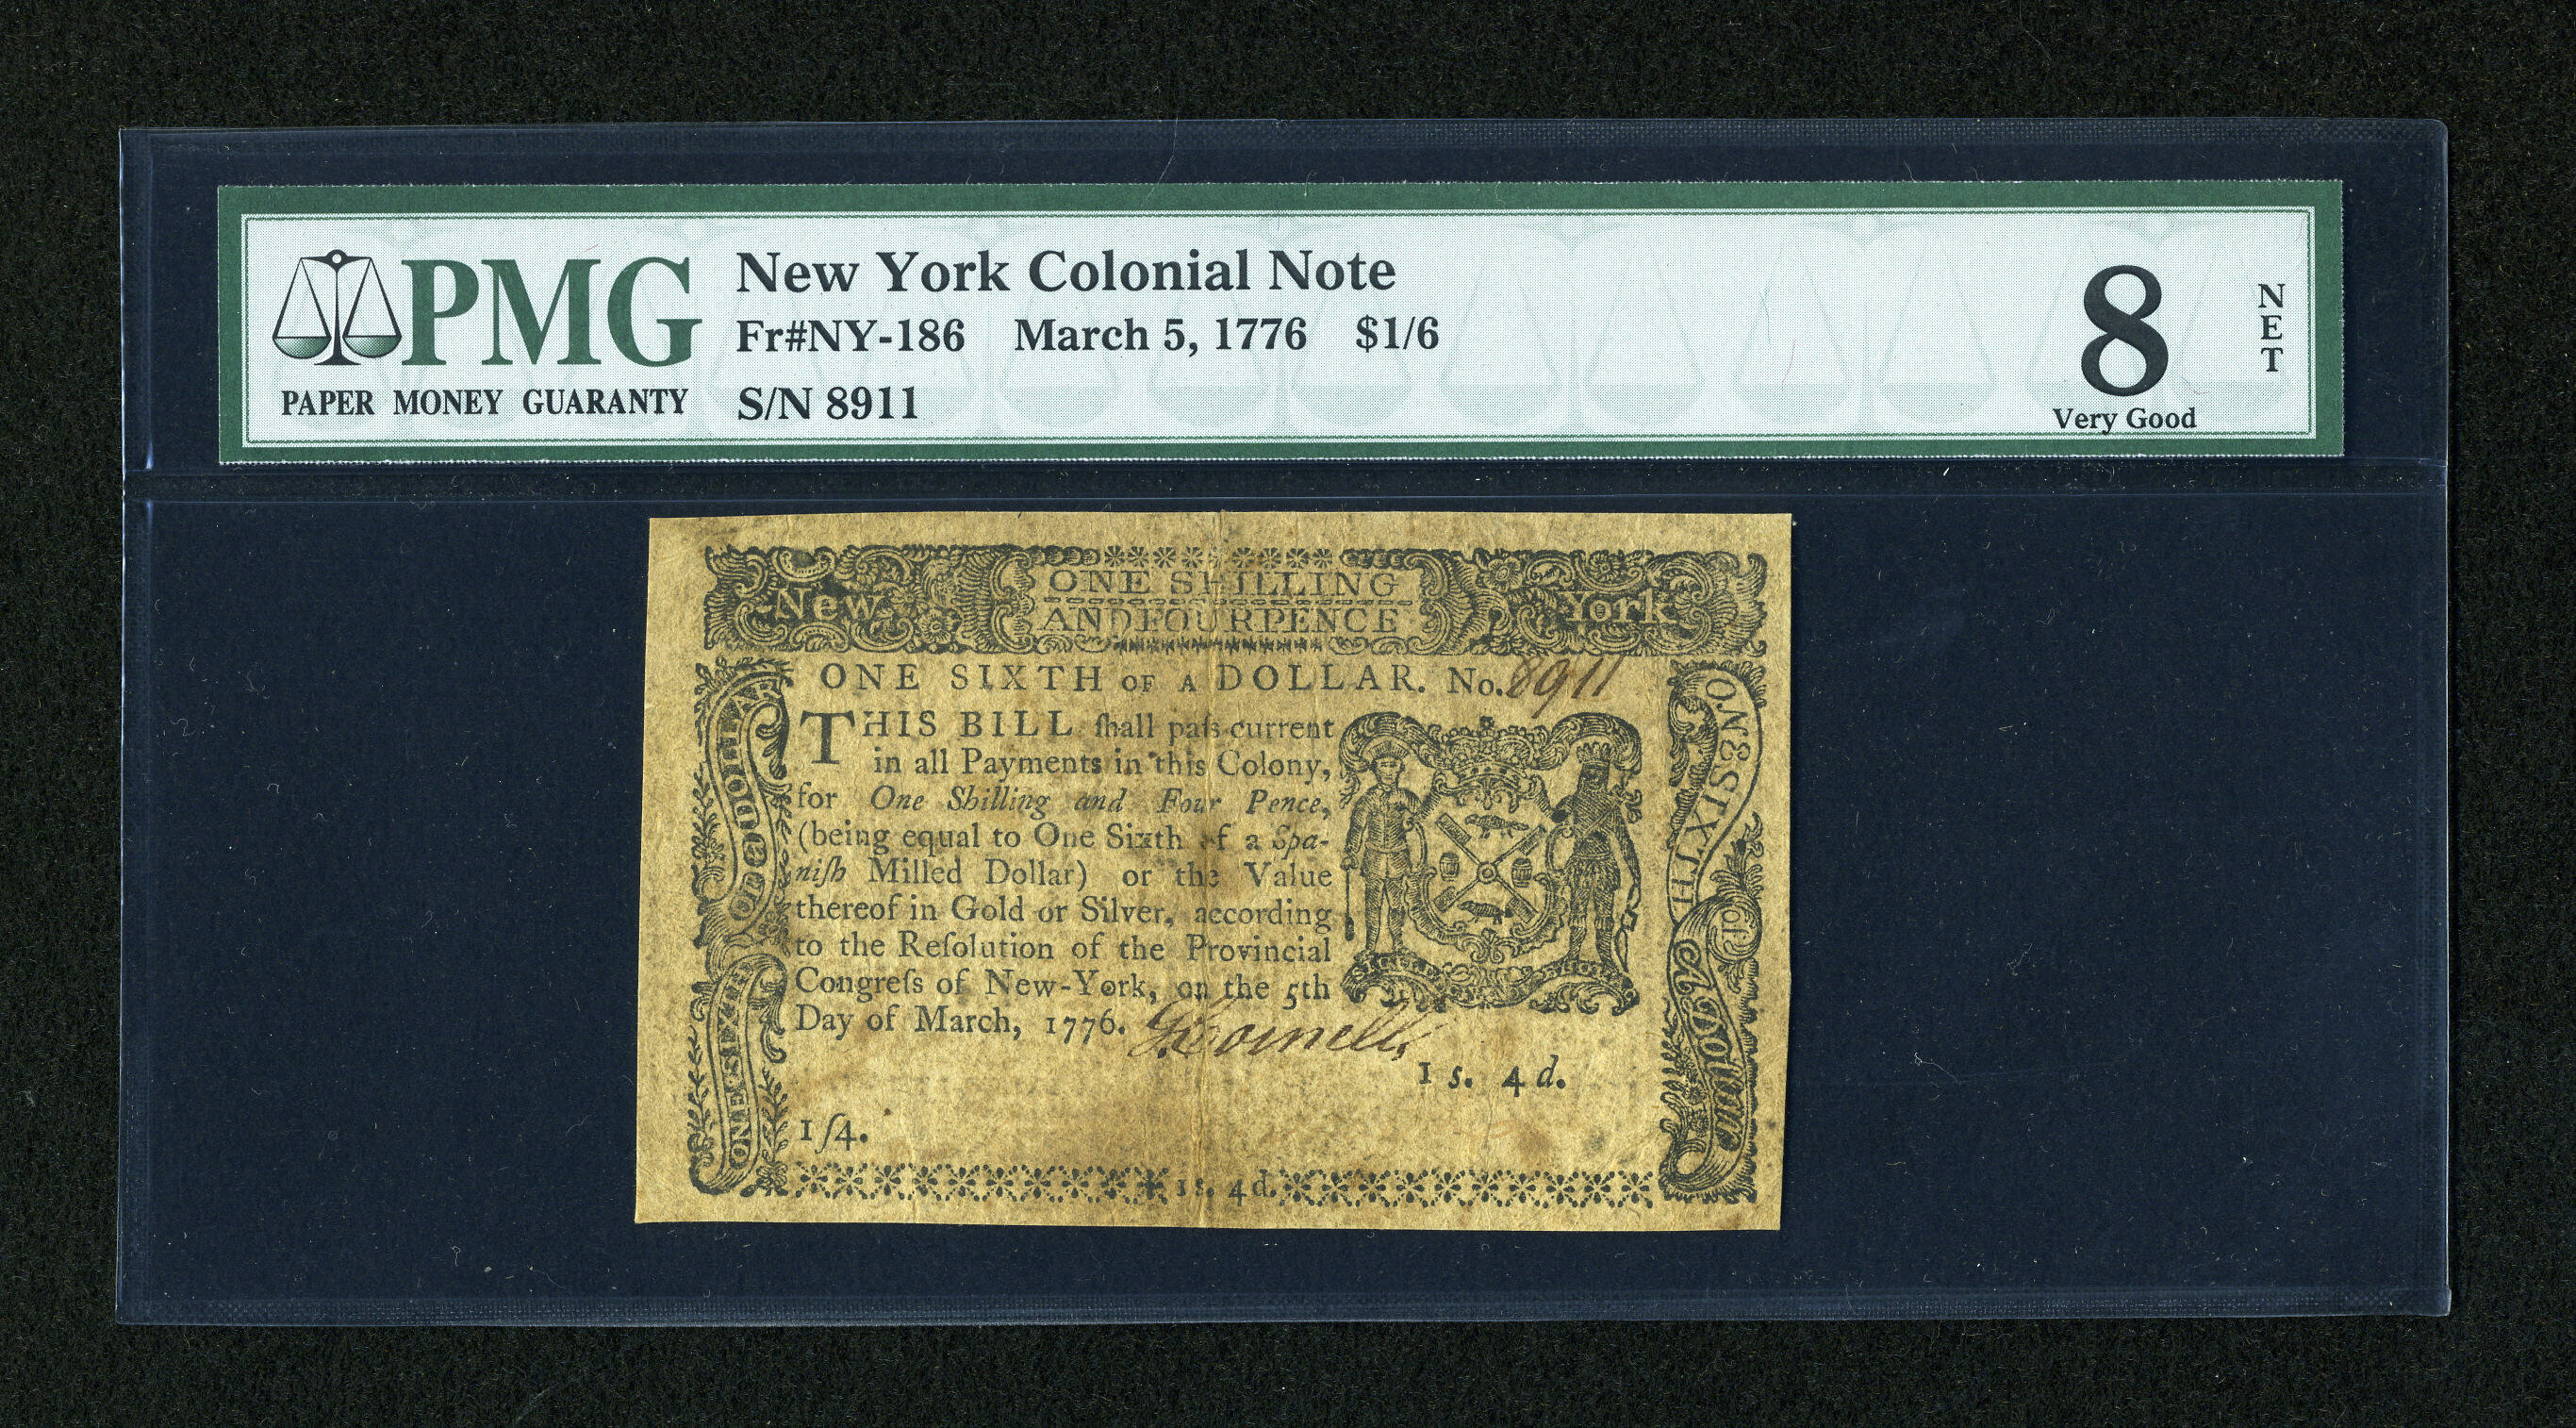 PMG
PAPER MONEY GUARANTY
New York Colonial Note
Fr#NY-186 March 5, 1776 $1/6
S/N 8911
8
Very Good
NET
New
ONE SHILLING
AND FOUR PENCE
York
ONE SIXTH OF A DOLLAR. No. 8911
THIS BILL ſhall paſs current
in all Payments in this Colony,
for One Shilling and Four Pence,
(being equal to One Sixth of a Spa-
niſh Milled Dollar) or the Value
thereof in Gold or Silver, according
to the Reſolution of the Provincial
Congreſs of New-York, on the 5th
Day of March, 1776.
G Cornell
1 s. 4 d.
1ſ4.
1 s. 4 d.
ONE SIXTH
OF A DOLLAR
ONE SIXTH
OF
A Dollar